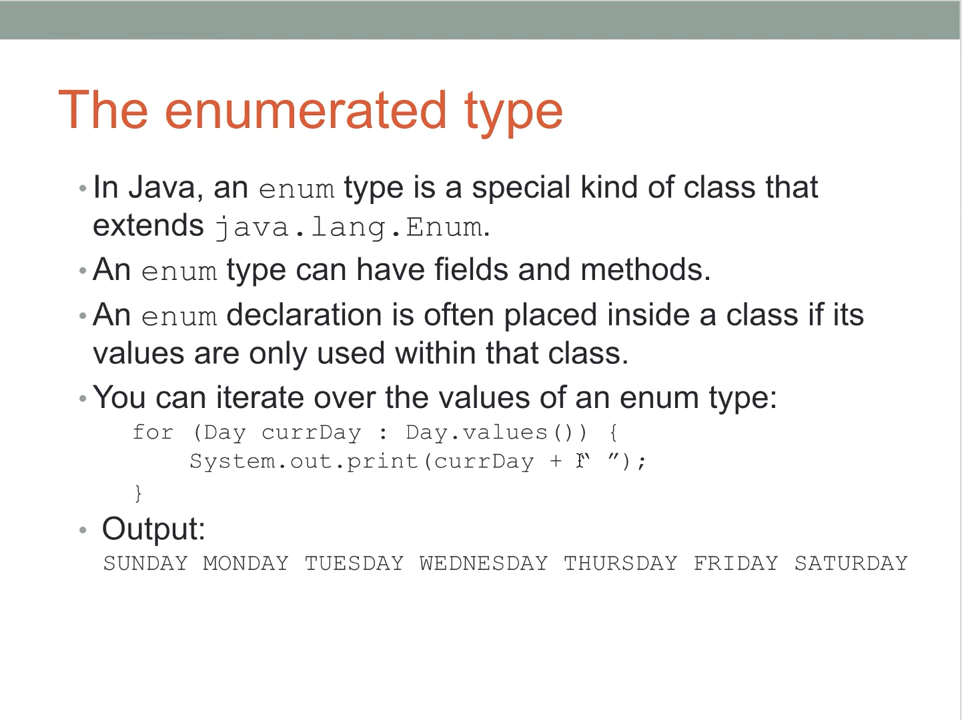 The enumerated type
• In Java, an enum type is a special kind of class that
extends java.lang.Enum.
• An enum type can have fields and methods.
• An enum declaration is often placed inside a class if its
values are only used within that class.
• You can iterate over the values of an enum type:
for (Day currDay : Day.values()) {
System.out.print(currDay + “ ”);
}
• Output:
SUNDAY MONDAY TUESDAY WEDNESDAY THURSDAY FRIDAY SATURDAY